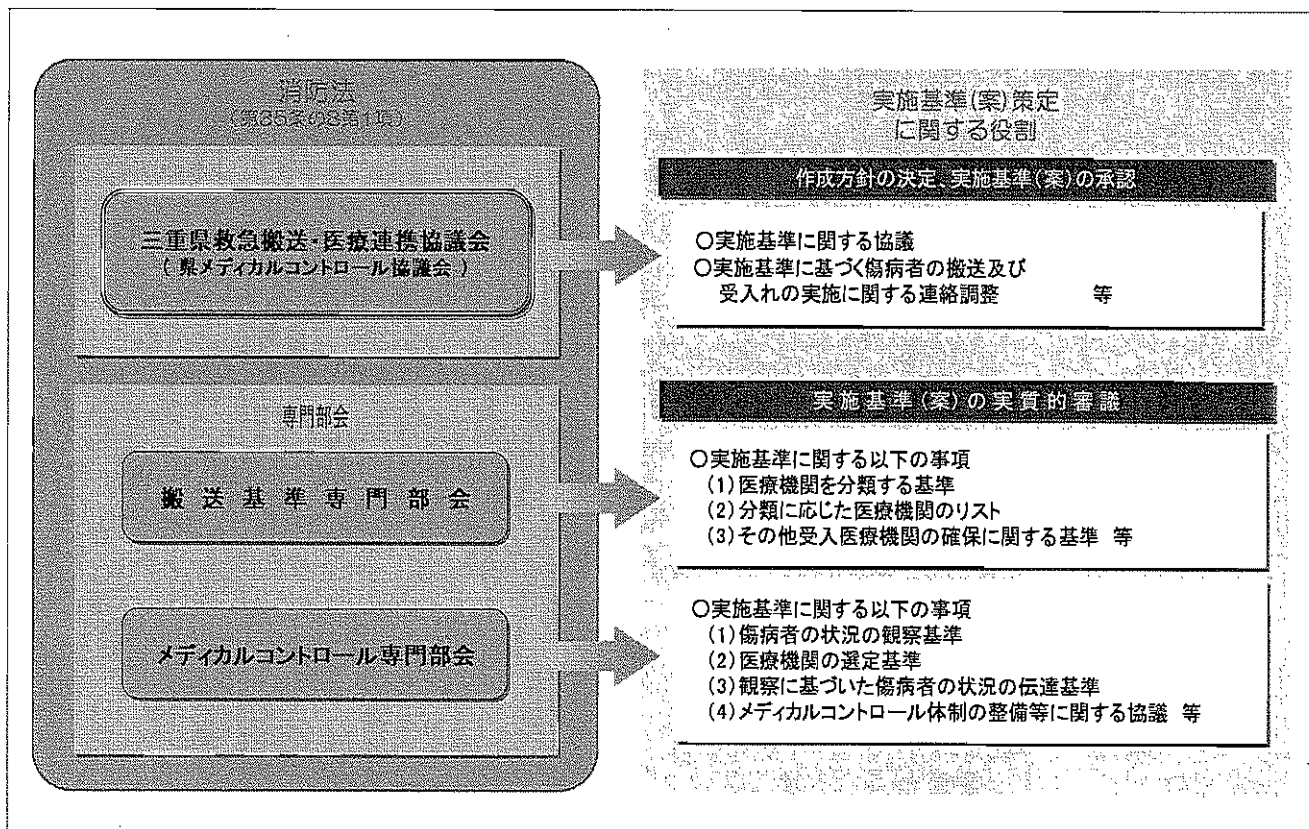 消防法
(第35条の8第1項)
三重県救急搬送・医療連携協議会
( 県メディカルコントロール協議会 )
専門部会
搬送基準専門部会
メディカルコントロール専門部会
実施基準(案)策定
に関する役割
作成方針の決定、実施基準(案)の承認
○実施基準に関する協議
○実施基準に基づく傷病者の搬送及び
受入れの実施に関する連絡調整 等
実施基準(案)の実質的審議
○実施基準に関する以下の事項
(1)医療機関を分類する基準
(2)分類に応じた医療機関のリスト
(3)その他受入医療機関の確保に関する基準 等
○実施基準に関する以下の事項
(1)傷病者の状況の観察基準
(2)医療機関の選定基準
(3)観察に基づいた傷病者の状況の伝達基準
(4)メディカルコントロール体制の整備等に関する協議 等